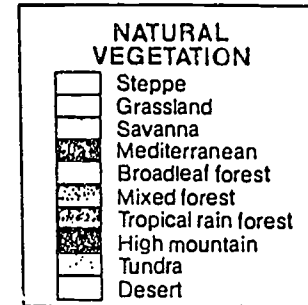 NATURAL
VEGETATION
Steppe
Grassland
Savanna
Mediterranean
Broadleaf forest
Mixed forest
Tropical rain forest
High mountain
Tundra
Desert